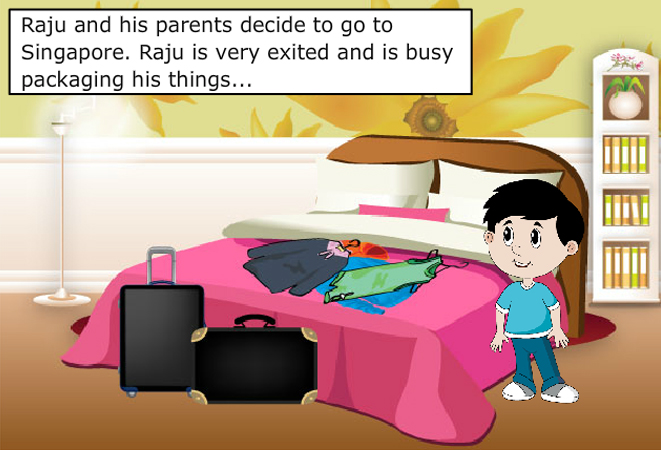 Raju and his parents decide to go to
Singapore. Raju is very exited and is busy
packaging his things...